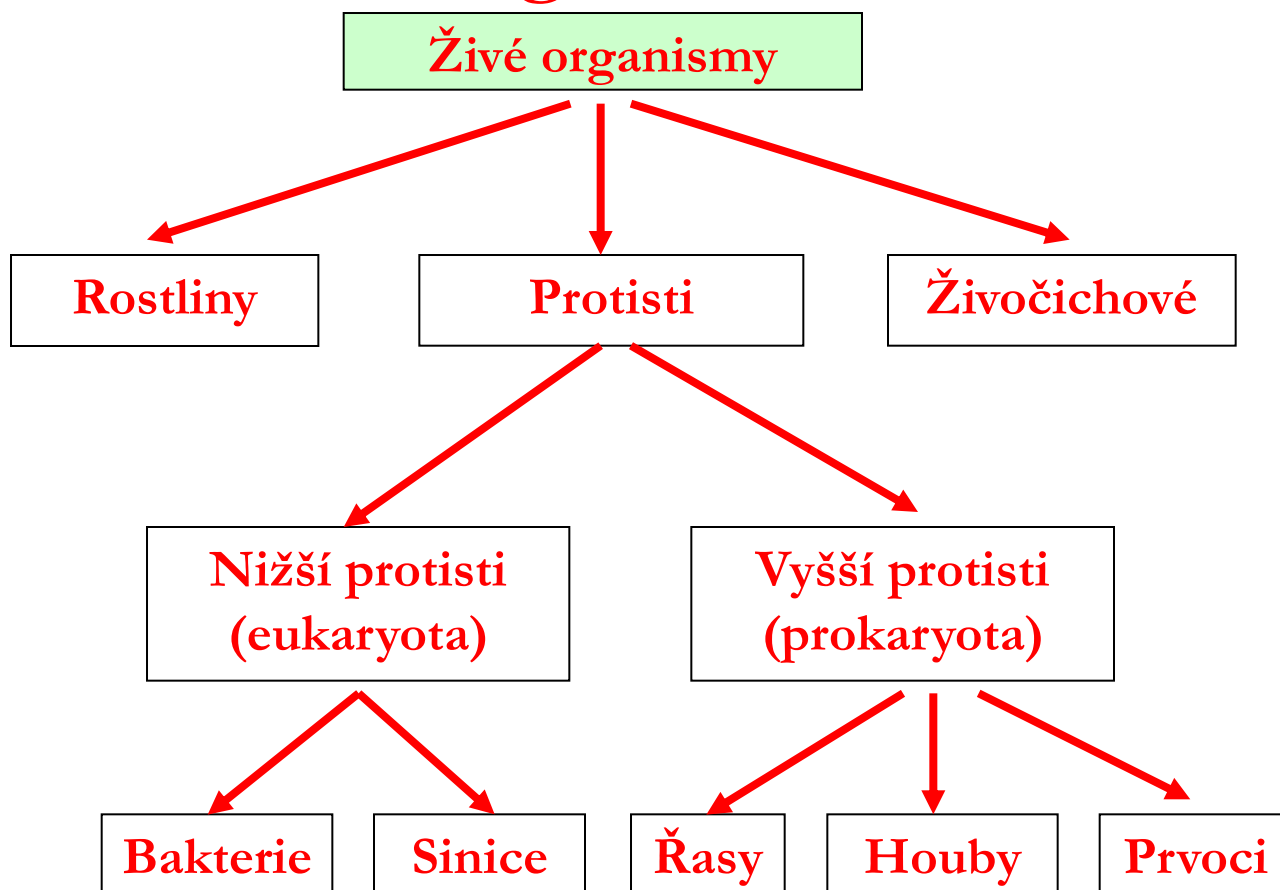 Živé organismy
Rostliny
Protisti
Živočichové
Nižší protisti
(eukaryota)
Vyšší protisti
(prokaryota)
Bakterie
Sinice
Řasy
Houby
Prvoci